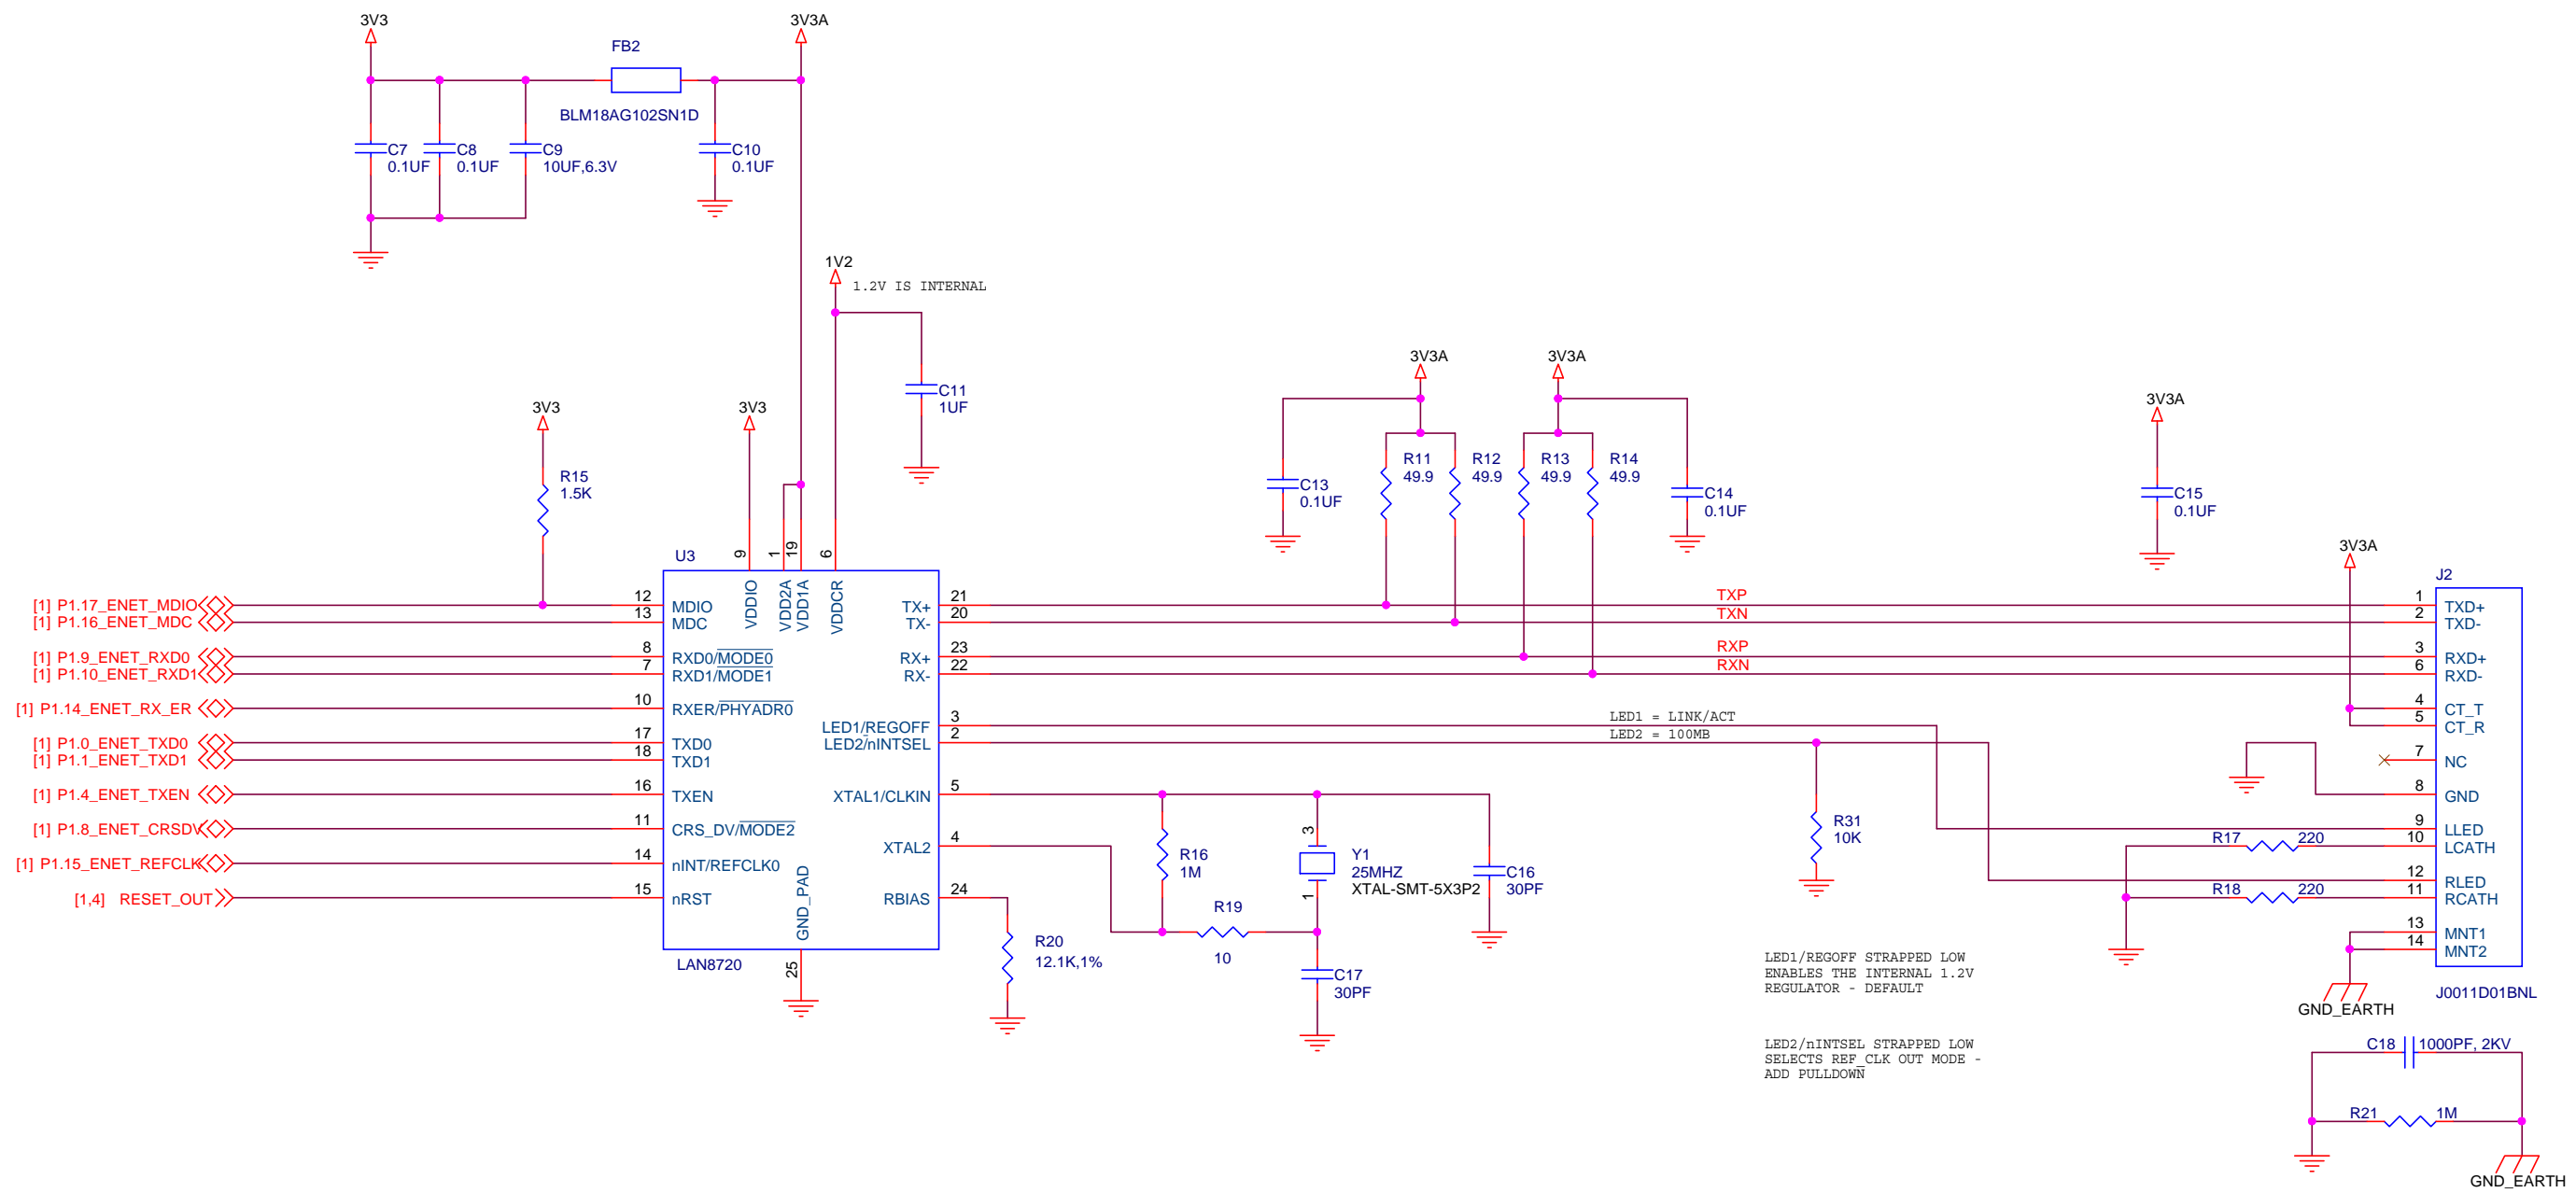 3V3
3V3A
FB2
BLM18AG102SN1D
C7
0.1UF
C8
0.1UF
C9
10UF,6.3V
C10
0.1UF
1V2
1.2V IS INTERNAL
C11
1UF
3V3
3V3
R15
1.5K
3V3A
3V3A
R11
49.9
R12
49.9
R13
49.9
R14
49.9
C13
0.1UF
C14
0.1UF
3V3A
C15
0.1UF
3V3A
U3
9
1
19
6
VDDIO
VDD2A
VDD1A
VDDCR
[1] P1.17_ENET_MDIO
12
MDIO
[1] P1.16_ENET_MDC
13
MDC
[1] P1.9_ENET_RXD0
8
RXD0/MODE0
[1] P1.10_ENET_RXD1
7
RXD1/MODE1
[1] P1.14_ENET_RX_ER
10
RXER/PHYADR0
[1] P1.0_ENET_TXD0
17
TXD0
[1] P1.1_ENET_TXD1
18
TXD1
[1] P1.4_ENET_TXEN
16
TXEN
[1] P1.8_ENET_CRSDV
11
CRS_DV/MODE2
[1] P1.15_ENET_REFCLK
14
nINT/REFCLK0
[1,4] RESET_OUT
15
nRST
GND_PAD
25
LAN8720
TX+
21
TX-
20
RX+
23
RX-
22
LED1/REGOFF
3
LED2/nINTSEL
2
XTAL1/CLKIN
5
XTAL2
4
RBIAS
24
TXP
TXN
RXP
RXN
LED1 = LINK/ACT
LED2 = 100MB
R16
1M
R19
10
3
1
Y1
25MHZ
XTAL-SMT-5X3P2
C16
30PF
C17
30PF
R20
12.1K,1%
R31
10K
LED1/REGOFF STRAPPED LOW
ENABLES THE INTERNAL 1.2V
REGULATOR - DEFAULT
LED2/nINTSEL STRAPPED LOW
SELECTS REF_CLK OUT MODE -
ADD PULLDOWN
J2
1
TXD+
2
TXD-
3
RXD+
6
RXD-
4
CT_T
5
CT_R
7
NC
8
GND
9
LLED
R17
220
10
LCATH
12
RLED
R18
220
11
RCATH
13
MNT1
14
MNT2
J0011D01BNL
GND_EARTH
C18
1000PF, 2KV
R21
1M
GND_EARTH